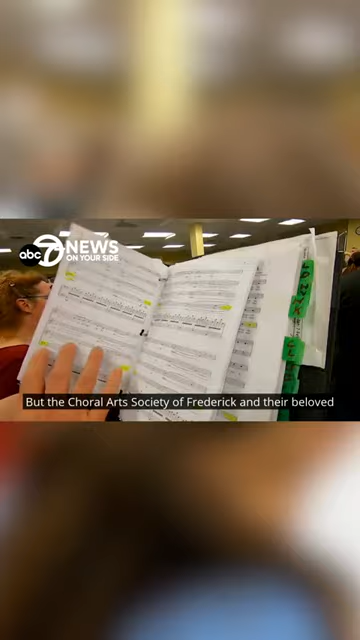 abc 7 NEWS
ON YOUR SIDE
But the Choral Arts Society of Frederick and their beloved